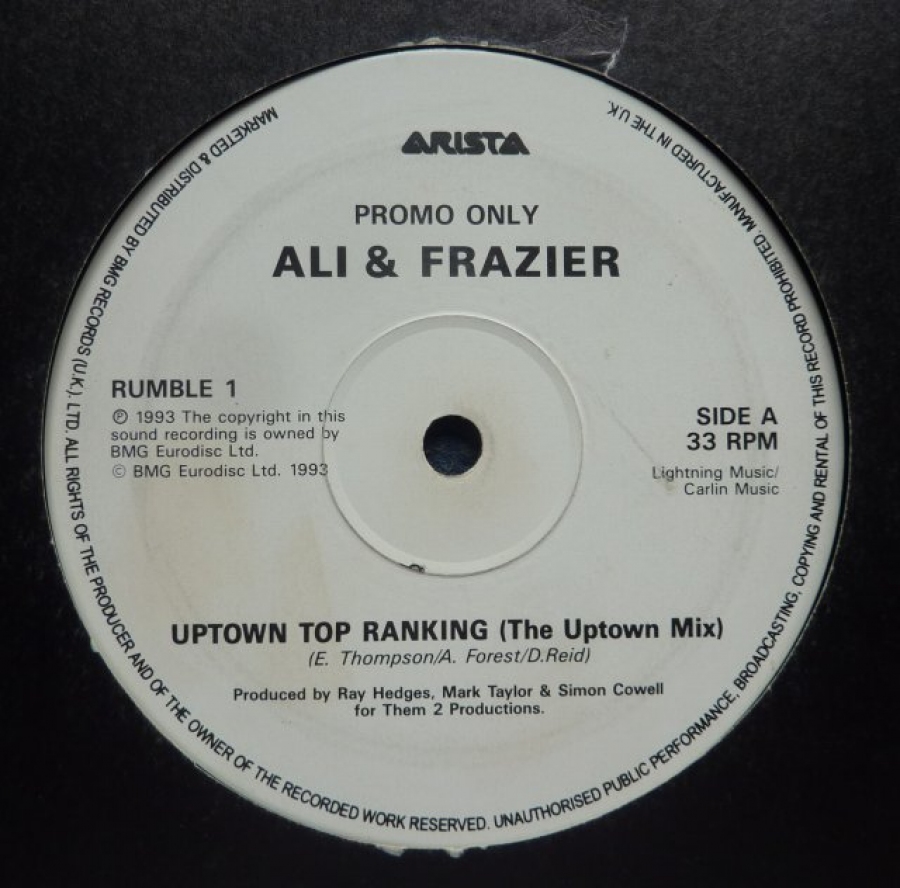 ARISTA
PROMO ONLY
ALI & FRAZIER
RUMBLE 1
℗ 1993 The copyright in this
sound recording is owned by
BMG Eurodisc Ltd.
© BMG Eurodisc Ltd. 1993
SIDE A
33 RPM
Lightning Music/
Carlin Music
UPTOWN TOP RANKING (The Uptown Mix)
(E. Thompson/A. Forest/D.Reid)
Produced by Ray Hedges, Mark Taylor & Simon Cowell
for Them 2 Productions.
MARKETED & DISTRIBUTED BY BMG RECORDS (U.K.). LTD. ALL RIGHTS OF THE PRODUCER AND OF THE OWNER OF THE RECORDED WORK RESERVED. UNAUTHORISED PUBLIC PERFORMANCE, BROADCASTING, COPYING AND RENTAL OF THIS RECORD PROHIBITED. MANUFACTURED IN THE U.K.